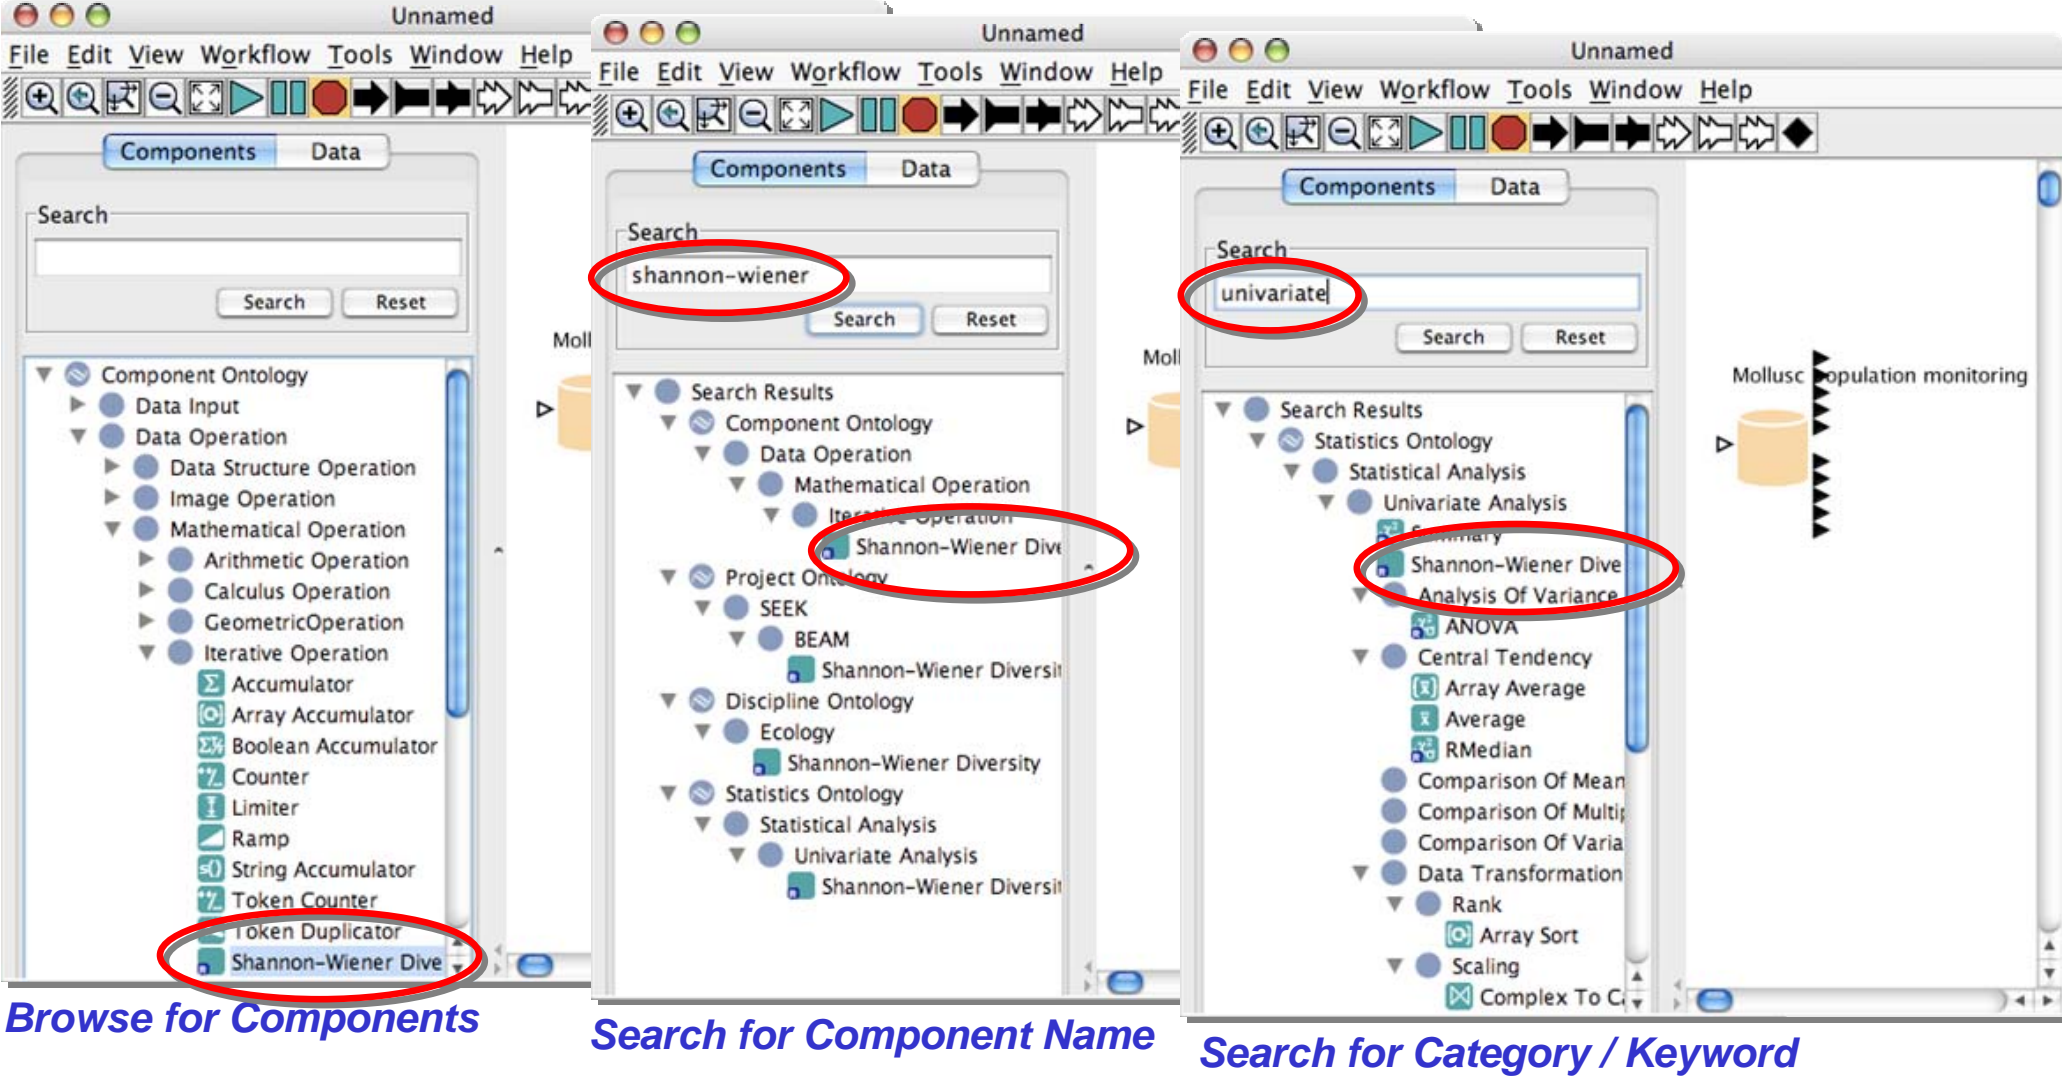 Unnamed
File Edit View Workflow Tools Window Help
Components Data
Search
Search Reset
Component Ontology
Data Input
Data Operation
Data Structure Operation
Image Operation
Mathematical Operation
Arithmetic Operation
Calculus Operation
GeometricOperation
Iterative Operation
Accumulator
Array Accumulator
Boolean Accumulator
Counter
Limiter
Ramp
String Accumulator
Token Counter
Token Duplicator
Shannon-Wiener Dive
Moll
Browse for Components
Unnamed
File Edit View Workflow Tools Window Help
Components Data
Search
shannon-wiener
Search Reset
Search Results
Component Ontology
Data Operation
Mathematical Operation
Iterative Operation
Shannon-Wiener Dive
Project Ontology
SEEK
BEAM
Shannon-Wiener Diversit
Discipline Ontology
Ecology
Shannon-Wiener Diversity
Statistics Ontology
Statistical Analysis
Univariate Analysis
Shannon-Wiener Diversit
Moll
Search for Component Name
Unnamed
File Edit View Workflow Tools Window Help
Components Data
Search
univariate
Search Reset
Search Results
Statistics Ontology
Statistical Analysis
Univariate Analysis
Summary
Shannon-Wiener Dive
Analysis Of Variance
ANOVA
Central Tendency
Array Average
Average
RMedian
Comparison Of Mean
Comparison Of Multip
Comparison Of Varia
Data Transformation
Rank
Array Sort
Scaling
Complex To Ca
Mollusc Population monitoring
Search for Category / Keyword